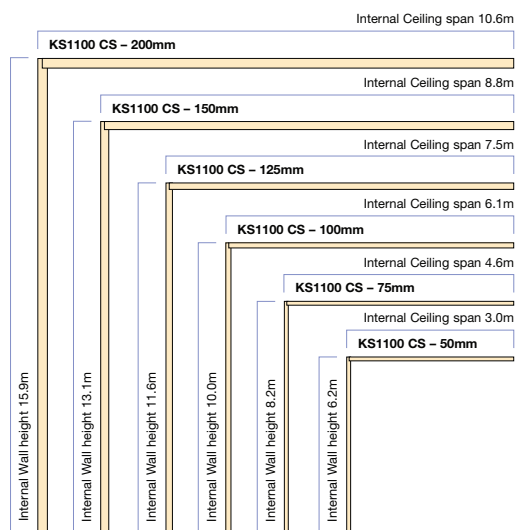 Internal Ceiling span 10.6m
KS1100 CS – 200mm
Internal Ceiling span 8.8m
KS1100 CS – 150mm
Internal Ceiling span 7.5m
KS1100 CS – 125mm
Internal Ceiling span 6.1m
KS1100 CS – 100mm
Internal Ceiling span 4.6m
KS1100 CS – 75mm
Internal Ceiling span 3.0m
KS1100 CS – 50mm
Internal Wall height 15.9m
Internal Wall height 13.1m
Internal Wall height 11.6m
Internal Wall height 10.0m
Internal Wall height 8.2m
Internal Wall height 6.2m